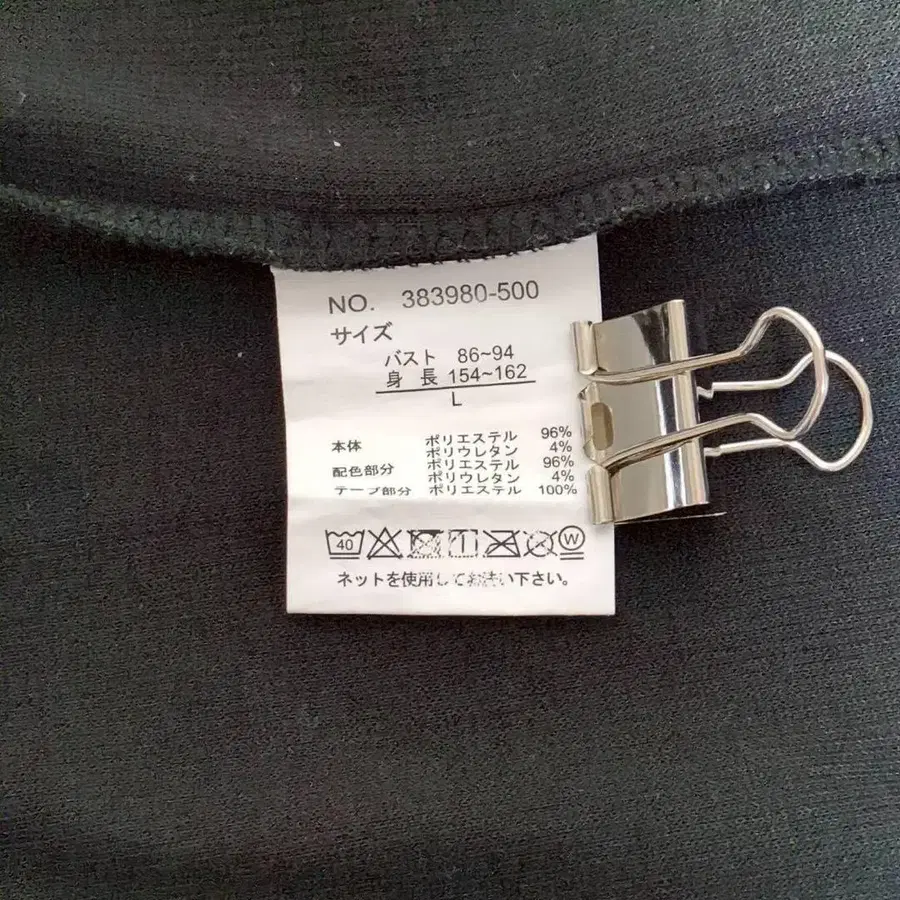 NO. 383980-500
サイズ
バスト 86~94
身長 154~162
L
本体 ポリエステル 96%
ポリウレタン 4%
配色部分 ポリエステル 96%
ポリウレタン 4%
テープ部分 ポリエステル 100%
40 W
ネットを使用してお洗い下さい。